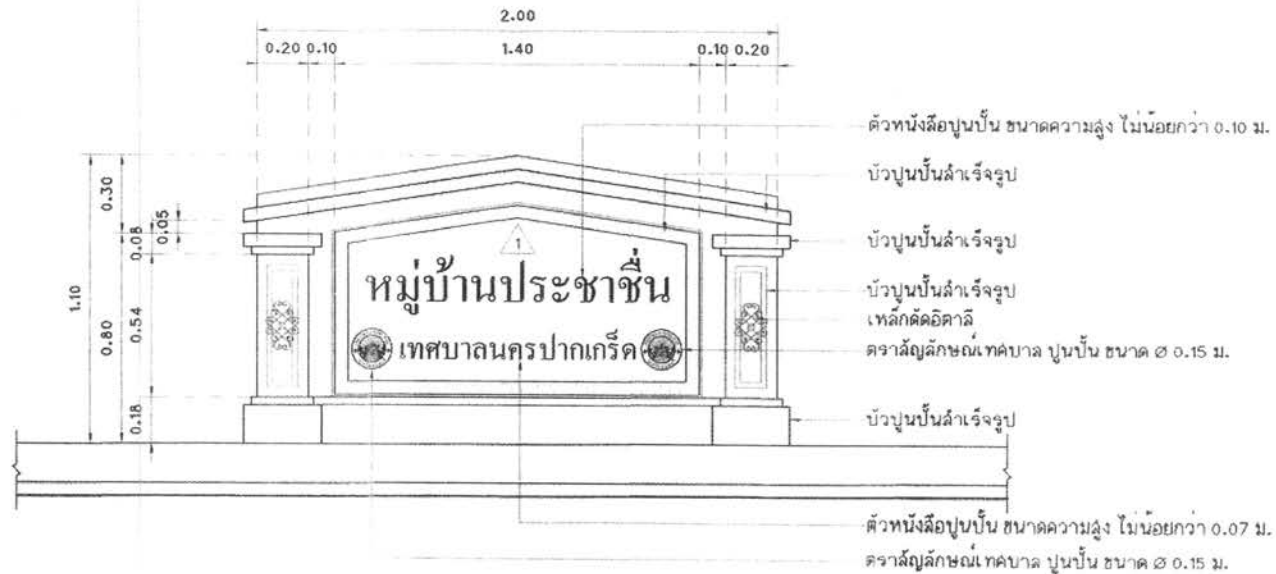 2.00
0.20 0.10 1.40 0.10 0.20
ตัวหนังสือปูนปั้น ขนาดความสูง ไม่น้อยกว่า 0.10 ม.
บัวปูนปั้นสำเร็จรูป
บัวปูนปั้นสำเร็จรูป
บัวปูนปั้นสำเร็จรูป
เหล็กดัดอิตาลี
ตราสัญลักษณ์เทศบาล ปูนปั้น ขนาด Ø 0.15 ม.
บัวปูนปั้นสำเร็จรูป
1.10
0.30
0.80
0.05
0.08
0.54
0.18
1
หมู่บ้านประชาชื่น
เทศบาลนครปากเกร็ด
ตัวหนังสือปูนปั้น ขนาดความสูง ไม่น้อยกว่า 0.07 ม.
ตราสัญลักษณ์เทศบาล ปูนปั้น ขนาด Ø 0.15 ม.